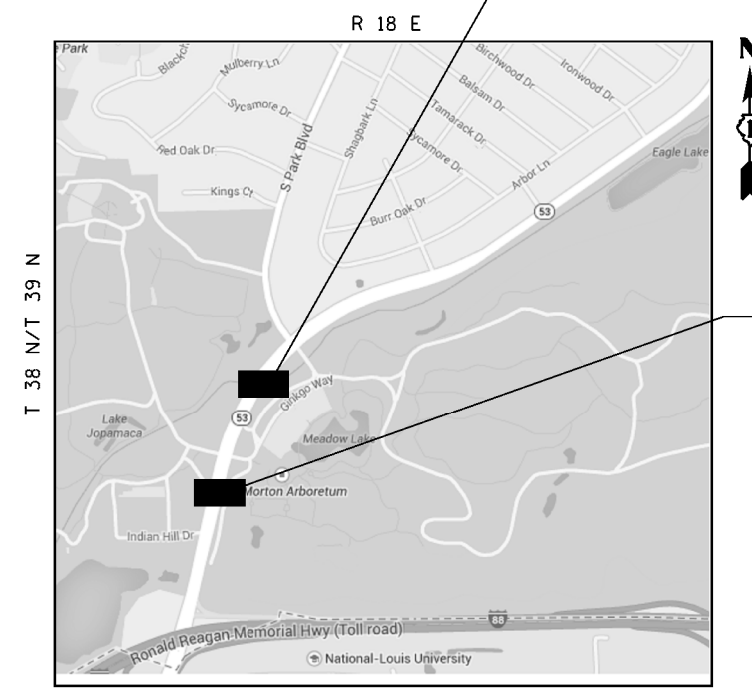 R 18 E
Park
Mulberry Ln
Birchwood Dr
Ironwood Dr
Balsam Dr
Sycamore Dr
Tamarack Dr
Shagbark Ln
S Park Blvd
Sycamore Dr
Red Oak Dr
Eagle Lake
Arbor Ln
Kings Ct
Burr Oak Dr
53
T 38 N/T 39 N
Ginkgo Way
53
Lake
Jopamaca
Meadow Lake
Morton Arboretum
Indian Hill Dr
88
Ronald Reagan Memorial Hwy (Toll road)
National-Louis University